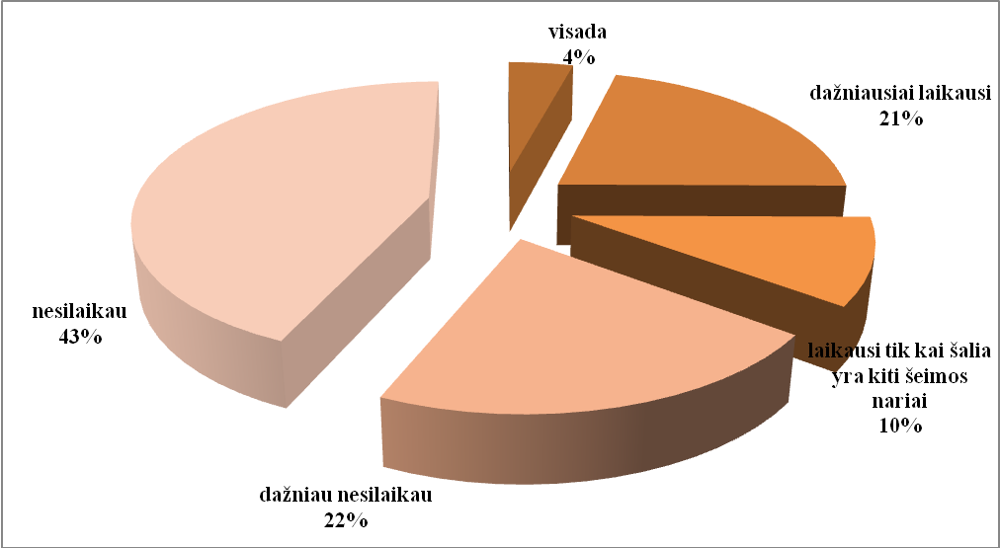 visada
4%
dažniausiai laikausi
21%
laikausi tik kai šalia
yra kiti šeimos
nariai
10%
dažniau nesilaikau
22%
nesilaikau
43%